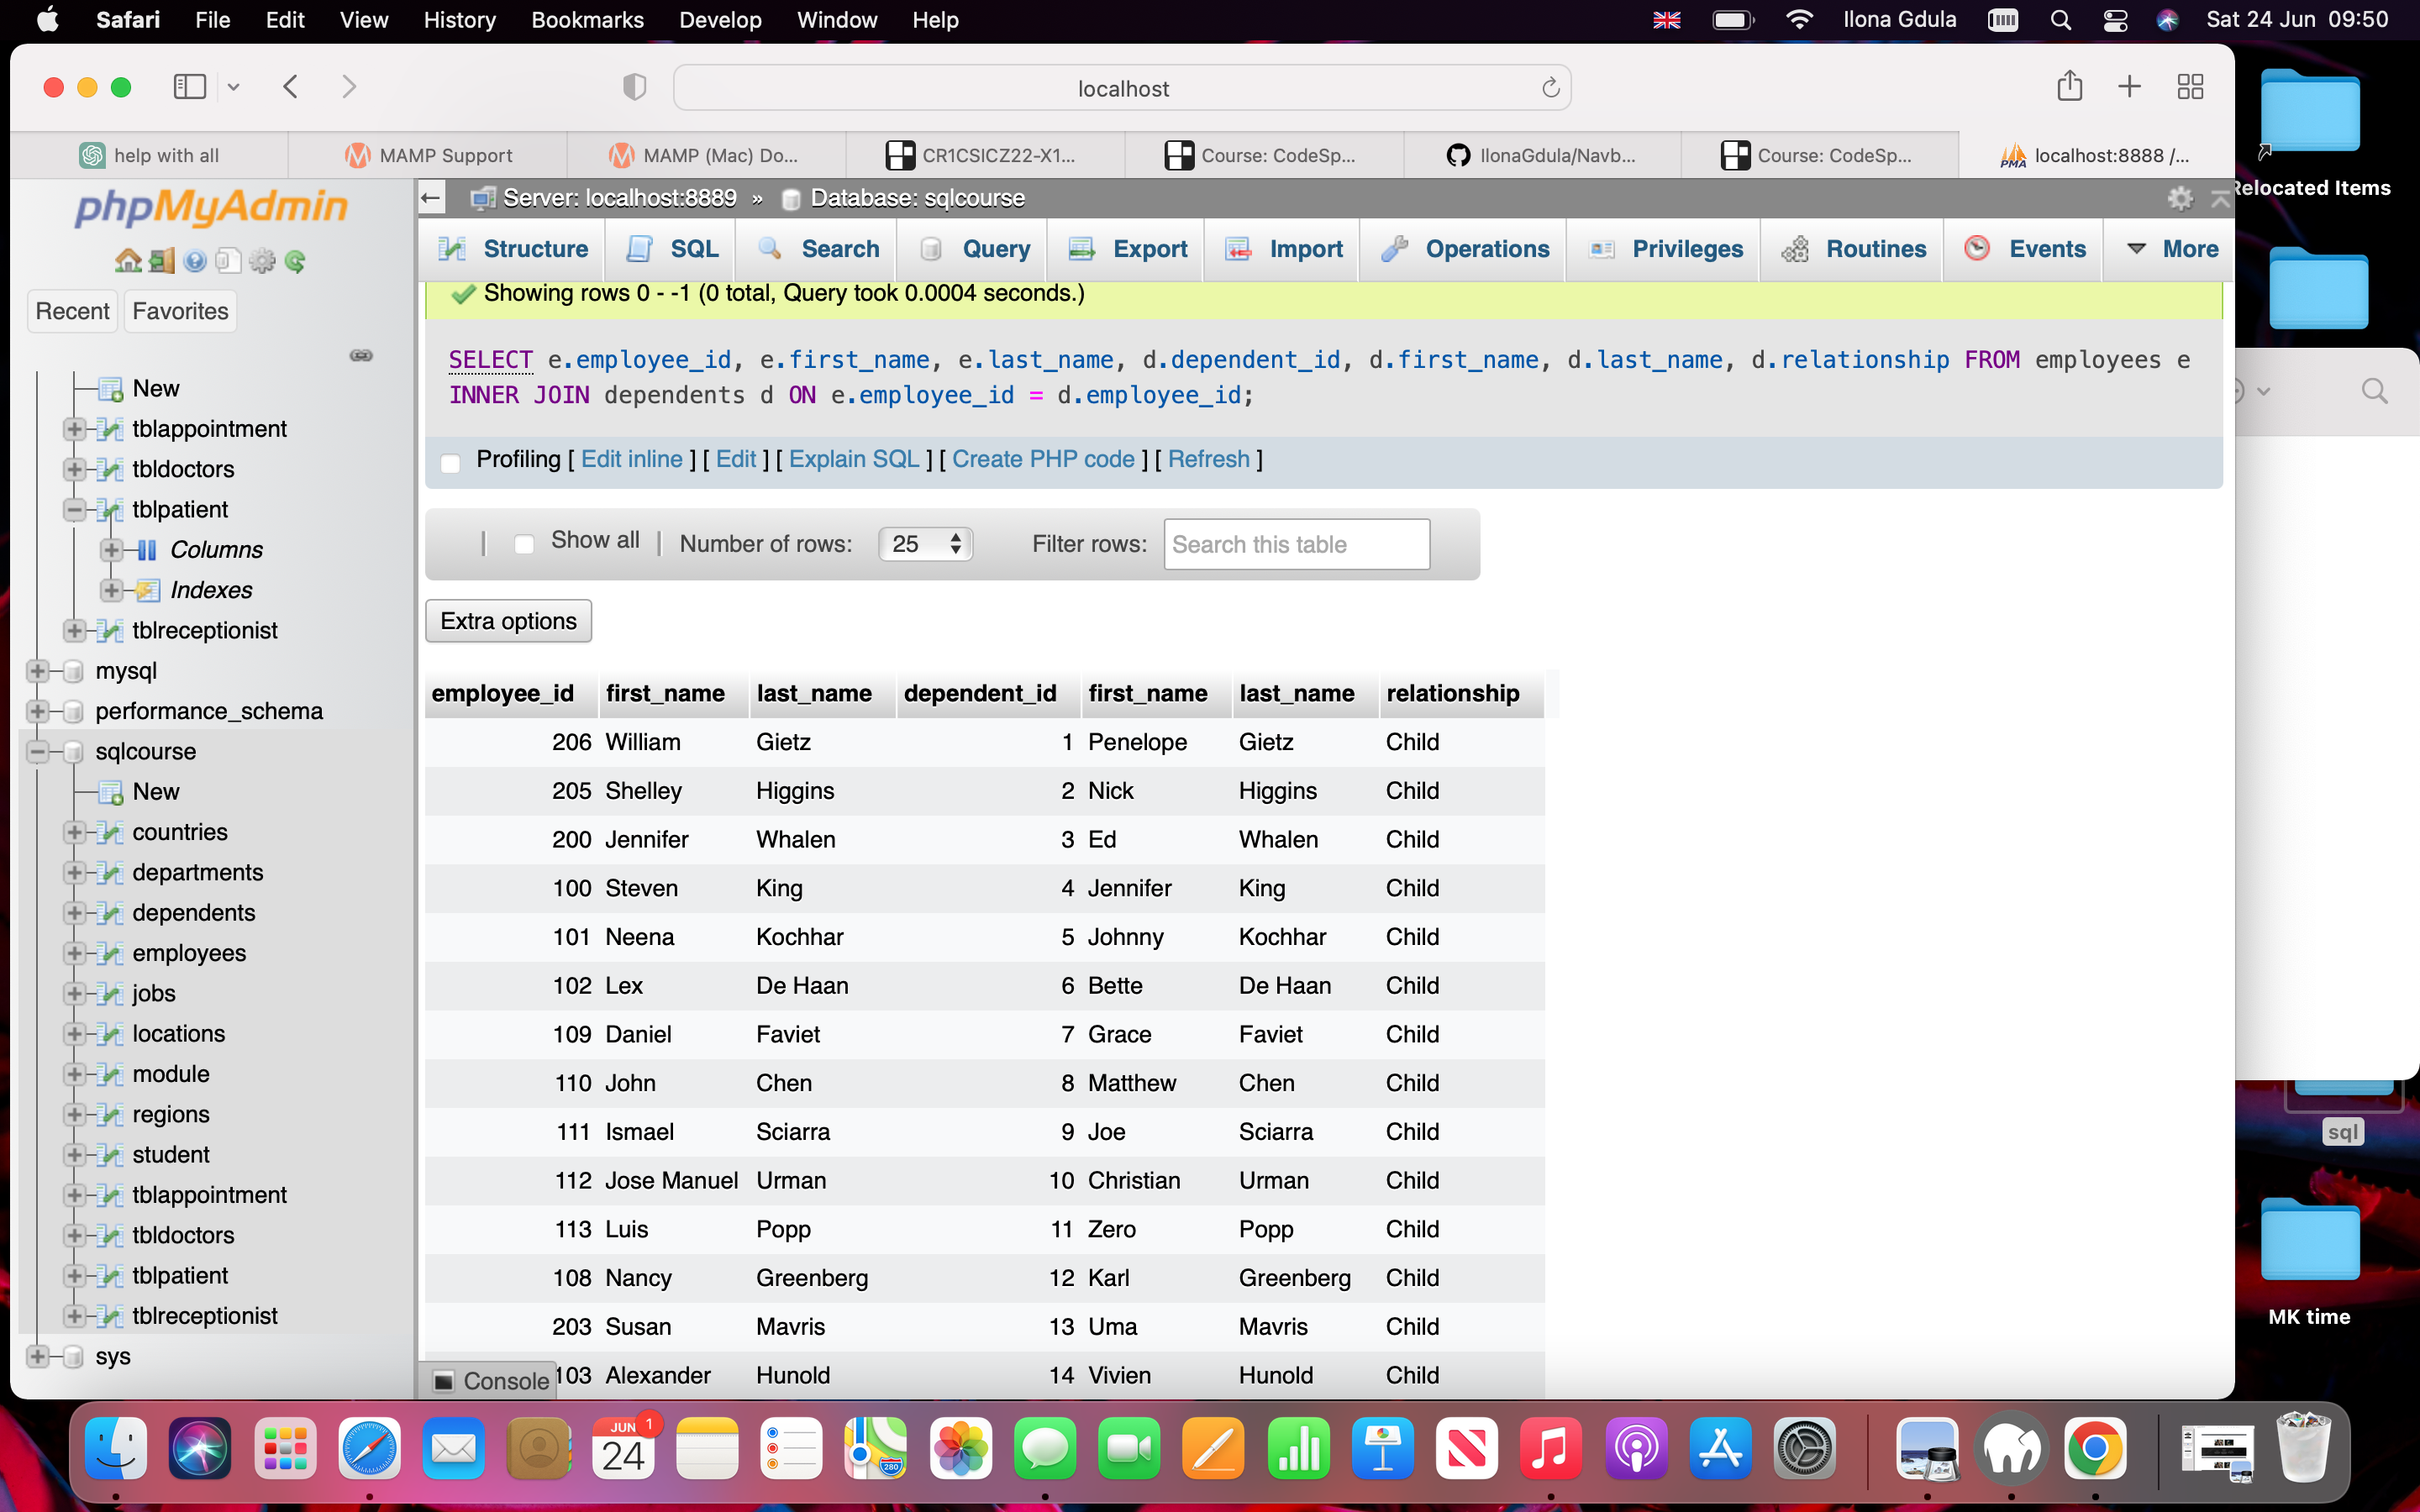 Safari File Edit View History Bookmarks Develop Window Help Ilona Gdula Sat 24 Jun 09:50
localhost
help with all MAMP Support MAMP (Mac) Do... CR1CSICZ22-X1... Course: CodeSp... IlonaGdula/Navb... Course: CodeSp... PMA localhost:8888 /...
phpMyAdmin
Recent Favorites
New
tblappointment
tbldoctors
tblpatient
Columns
Indexes
tblreceptionist
mysql
performance_schema
sqlcourse
New
countries
departments
dependents
employees
jobs
locations
module
regions
student
tblappointment
tbldoctors
tblpatient
tblreceptionist
sys
Server: localhost:8889 » Database: sqlcourse
Structure SQL Search Query Export Import Operations Privileges Routines Events More
Showing rows 0 - -1 (0 total, Query took 0.0004 seconds.)
SELECT e.employee_id, e.first_name, e.last_name, d.dependent_id, d.first_name, d.last_name, d.relationship FROM employees e
INNER JOIN dependents d ON e.employee_id = d.employee_id;
Profiling [ Edit inline ] [ Edit ] [ Explain SQL ] [ Create PHP code ] [ Refresh ]
| Show all | Number of rows: 25 Filter rows: Search this table
Extra options
employee_id first_name last_name dependent_id first_name last_name relationship
206 William Gietz 1 Penelope Gietz Child
205 Shelley Higgins 2 Nick Higgins Child
200 Jennifer Whalen 3 Ed Whalen Child
100 Steven King 4 Jennifer King Child
101 Neena Kochhar 5 Johnny Kochhar Child
102 Lex De Haan 6 Bette De Haan Child
109 Daniel Faviet 7 Grace Faviet Child
110 John Chen 8 Matthew Chen Child
111 Ismael Sciarra 9 Joe Sciarra Child
112 Jose Manuel Urman 10 Christian Urman Child
113 Luis Popp 11 Zero Popp Child
108 Nancy Greenberg 12 Karl Greenberg Child
203 Susan Mavris 13 Uma Mavris Child
103 Alexander Hunold 14 Vivien Hunold Child
Console
Relocated Items
sql
MK time
JUN 1
24
280